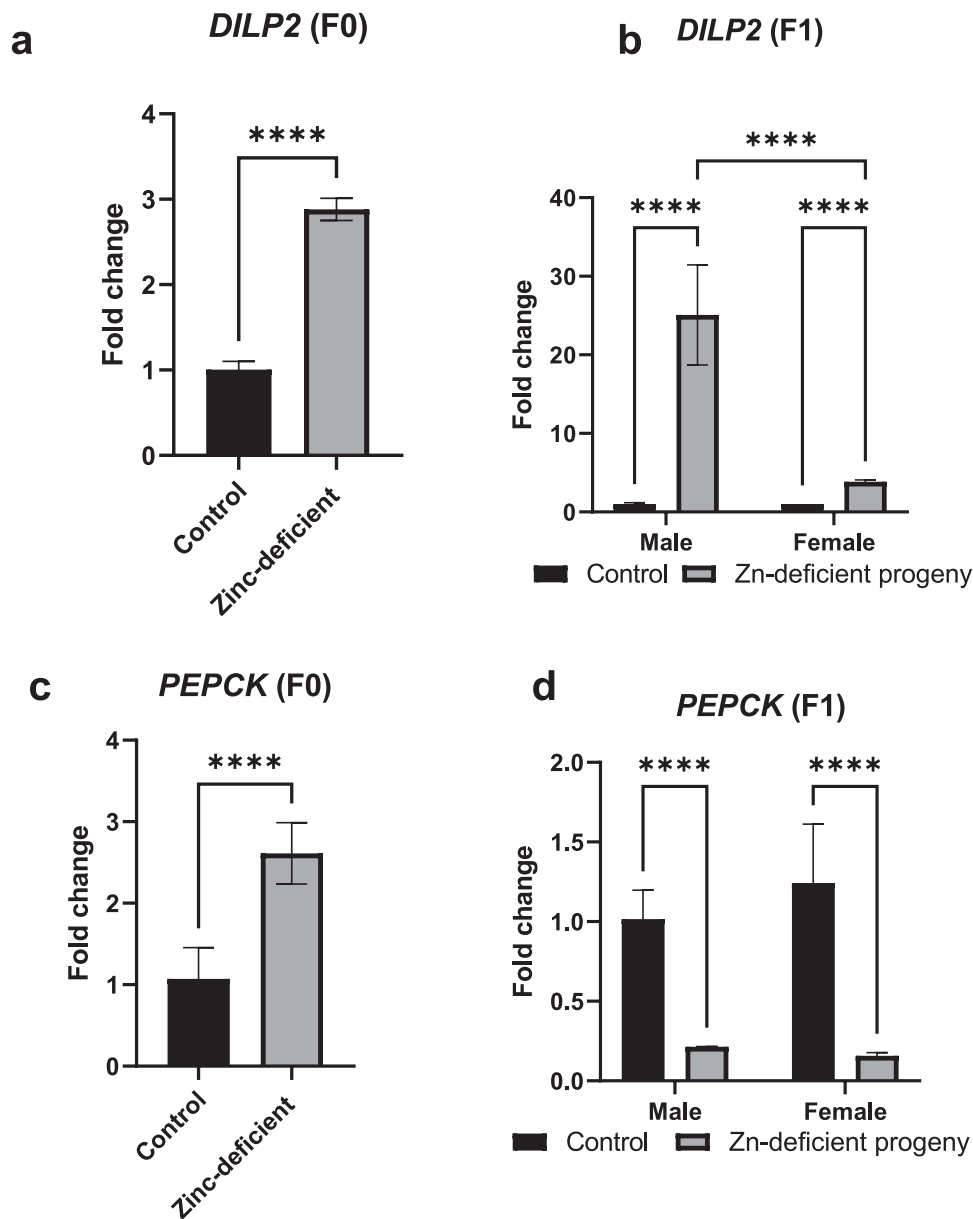 a
DILP2 (F0)
Fold change
4
3
2
1
0
****
Control
Zinc-deficient
b
DILP2 (F1)
Fold change
40
30
20
10
0
****
****
****
Male
Female
Control
Zn-deficient progeny
c
PEPCK (F0)
Fold change
4
3
2
1
0
****
Control
Zinc-deficient
d
PEPCK (F1)
Fold change
2.0
1.5
1.0
0.5
0.0
****
****
Male
Female
Control
Zn-deficient progeny